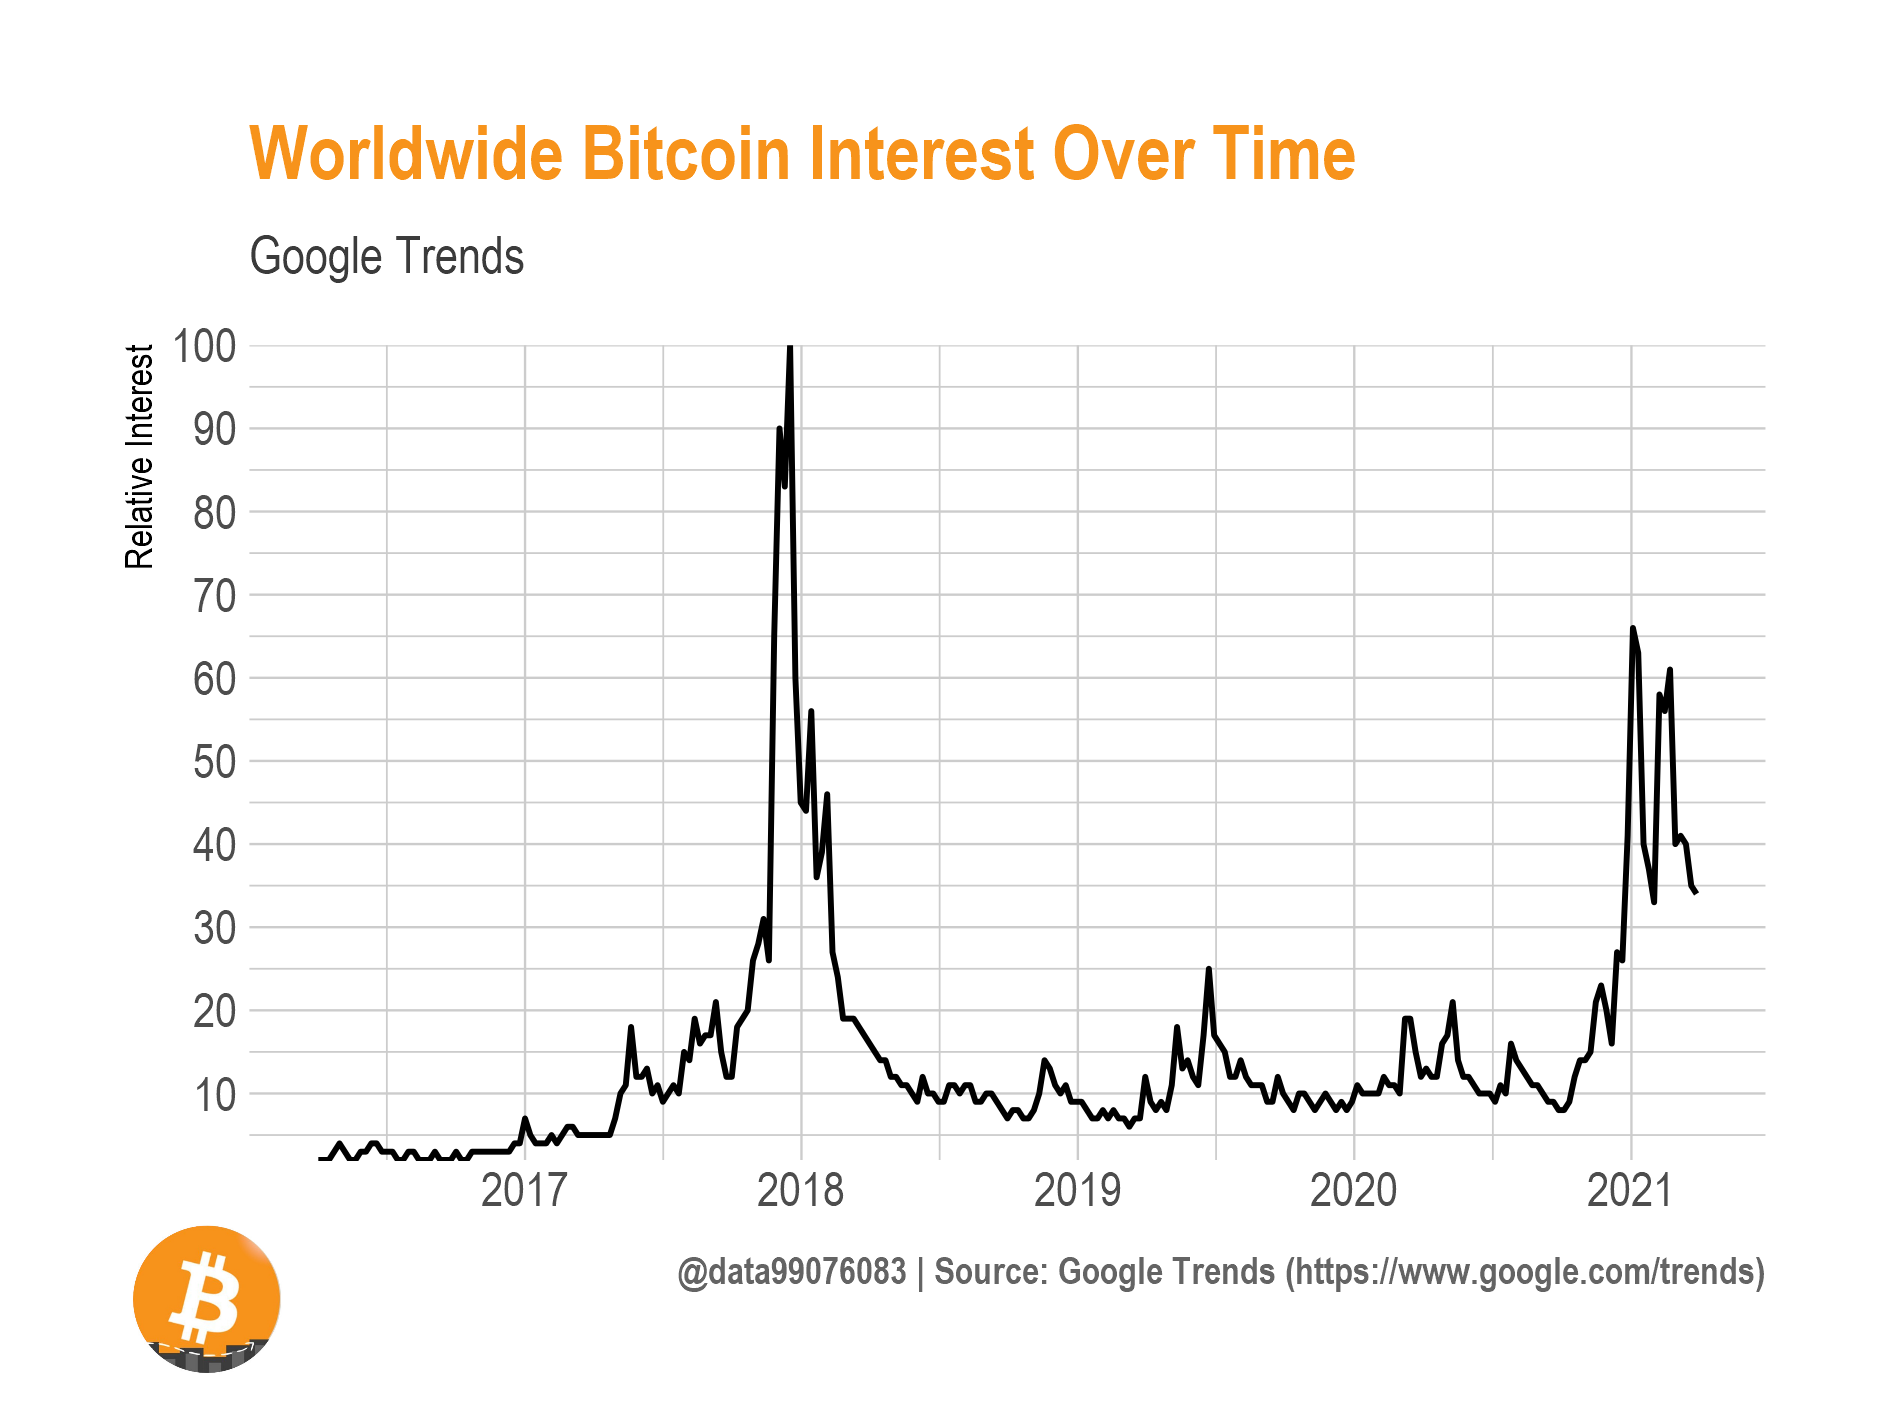 Worldwide Bitcoin Interest Over Time
Google Trends
Relative Interest
100
90
80
70
60
50
40
30
20
10
2017 2018 2019 2020 2021
@data99076083 | Source: Google Trends (https://www.google.com/trends)